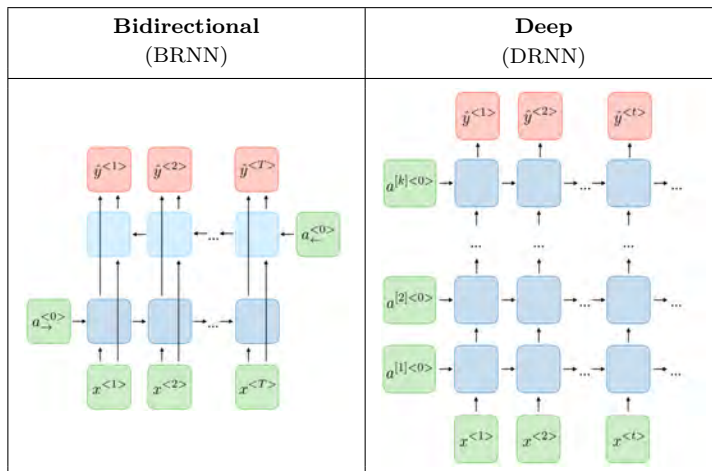 Bidirectional
(BRNN)
Deep
(DRNN)
ŷ<1> ŷ<2> ŷ<T>
... a←<0>
a→<0> ...
x<1> x<2> x<T>
ŷ<1> ŷ<2> ŷ<t>
a[k]<0> ... ...
... ...
a[2]<0> ... ...
a[1]<0> ... ...
x<1> x<2> x<t>